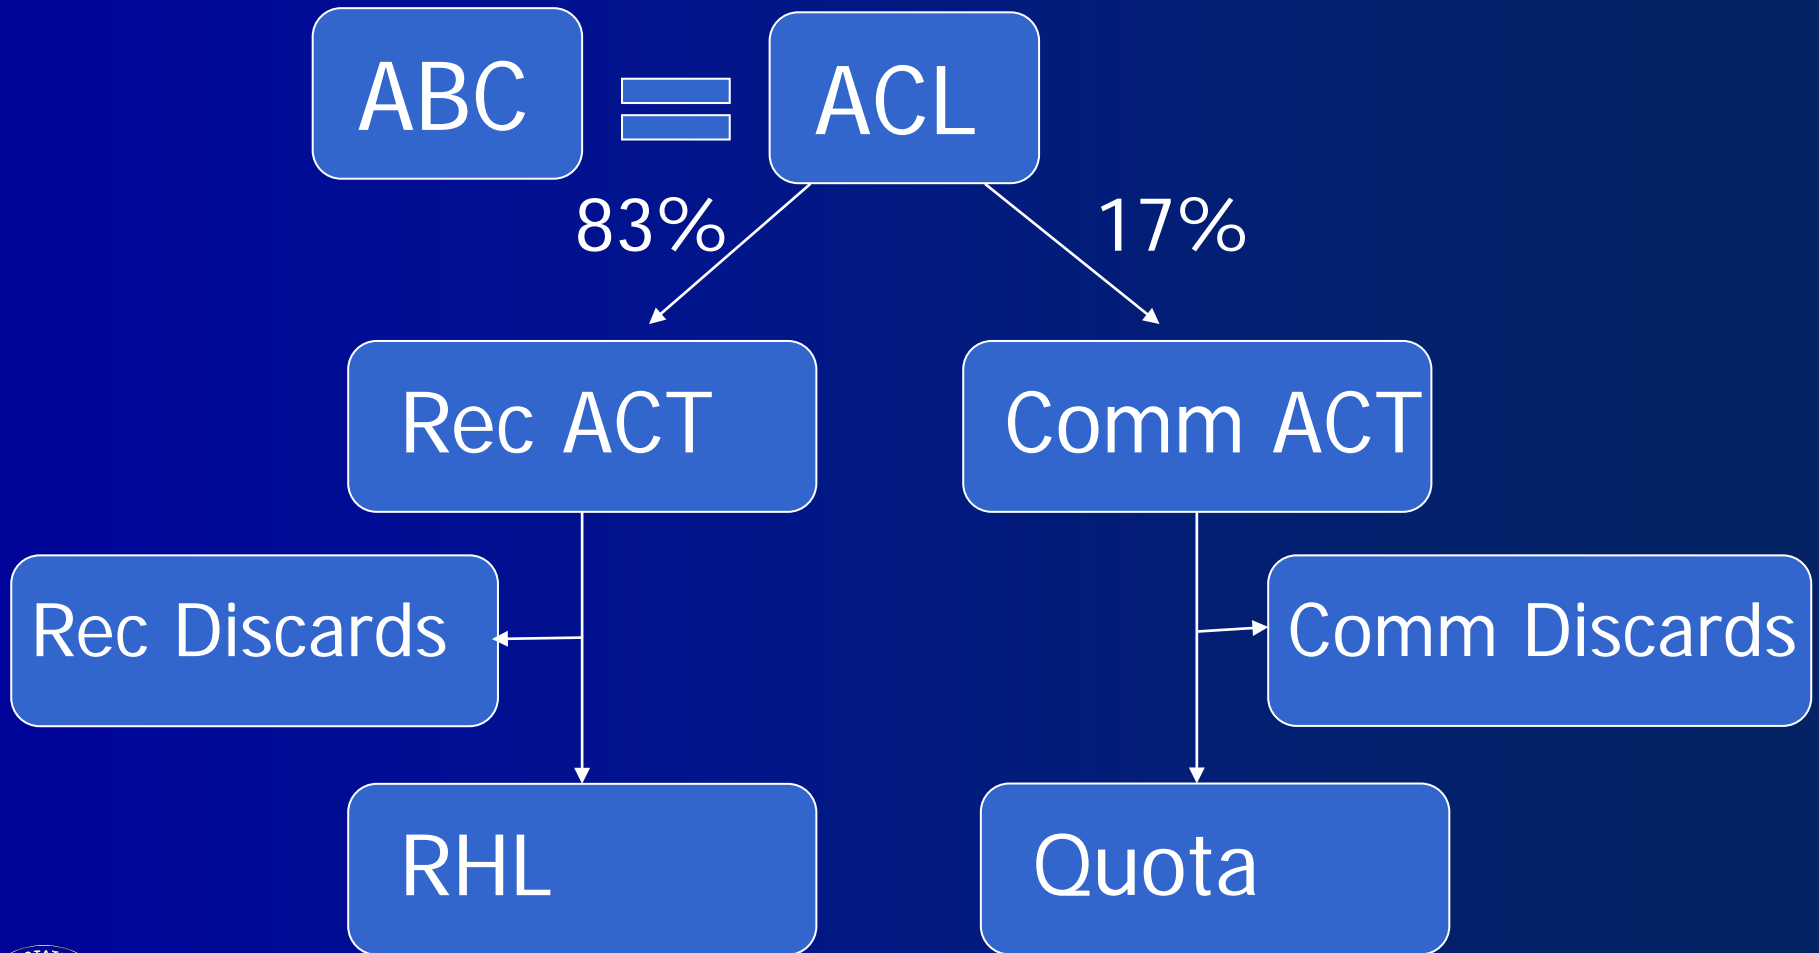 ABC
ACL
83%
17%
Rec ACT
Comm ACT
Rec Discards
Comm Discards
RHL
Quota